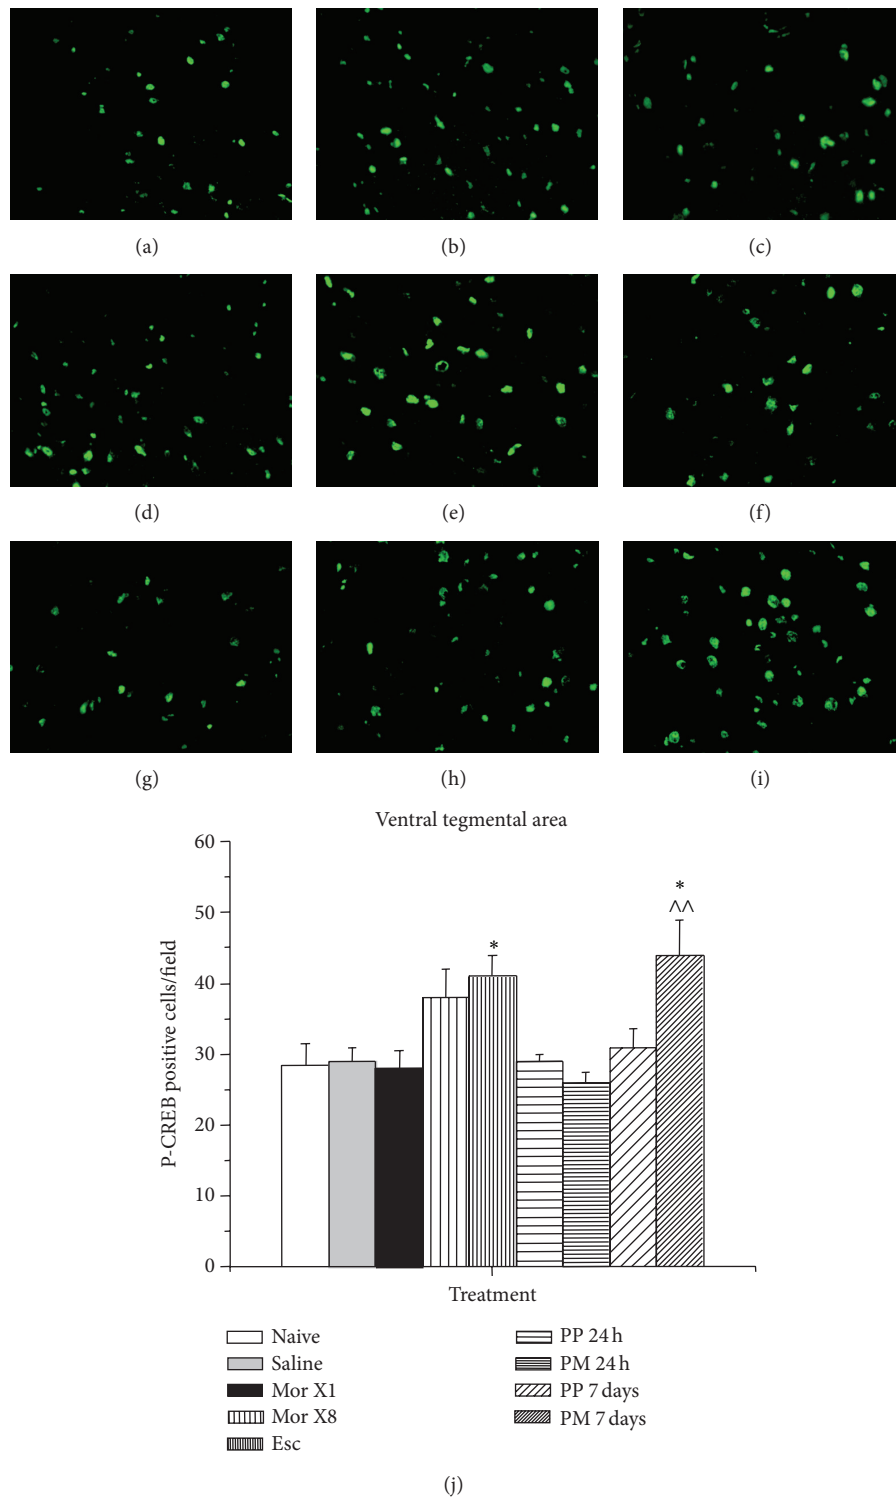 (a) (b) (c)
(d) (e) (f)
(g) (h) (i)
Ventral tegmental area
60
50
40
30
20
10
0
P-CREB positive cells/field
*
*
^^
Treatment
Naive
Saline
Mor X1
Mor X8
Esc
PP 24 h
PM 24 h
PP 7 days
PM 7 days
(j)